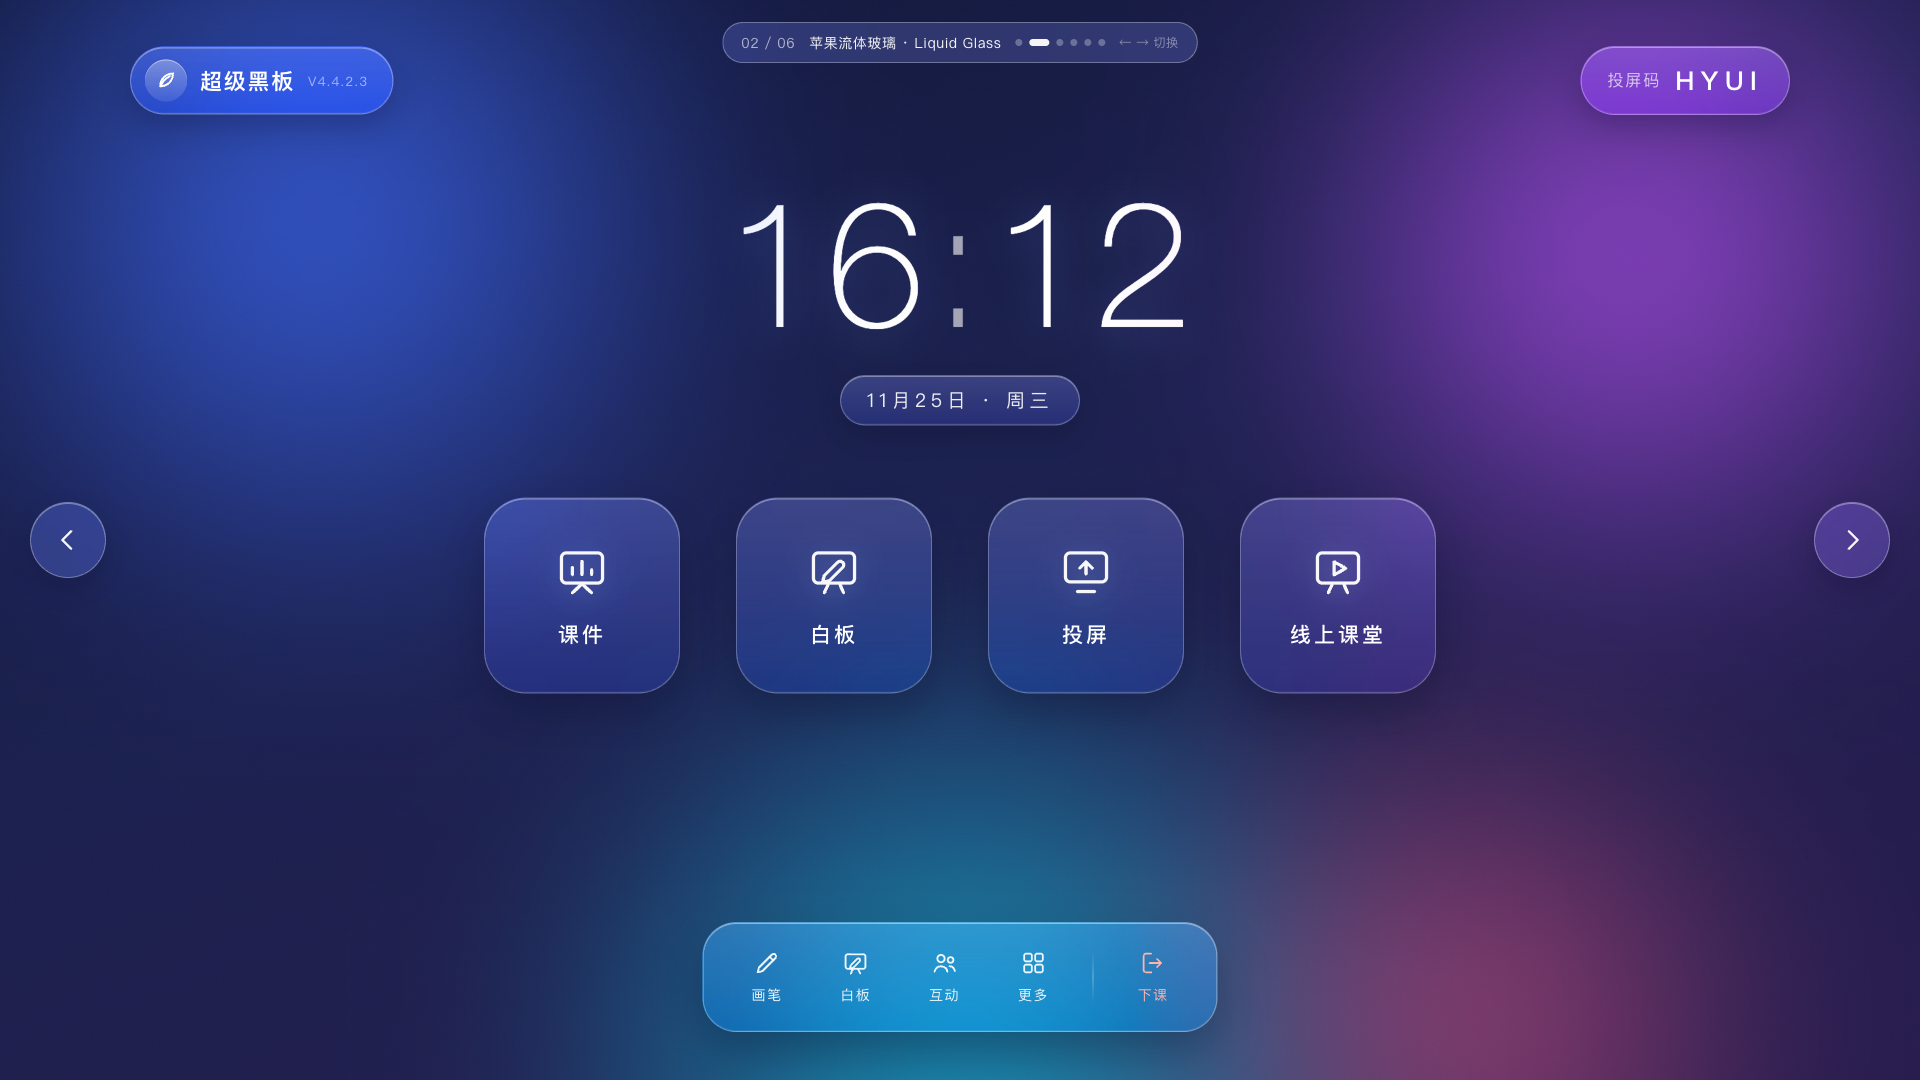 02 / 06 苹果流体玻璃 · Liquid Glass ← → 切换
超级黑板 V4.4.2.3
投屏码 HYUI
16:12
11月25日 · 周三
课件
白板
投屏
线上课堂
画笔
白板
互动
更多
下课